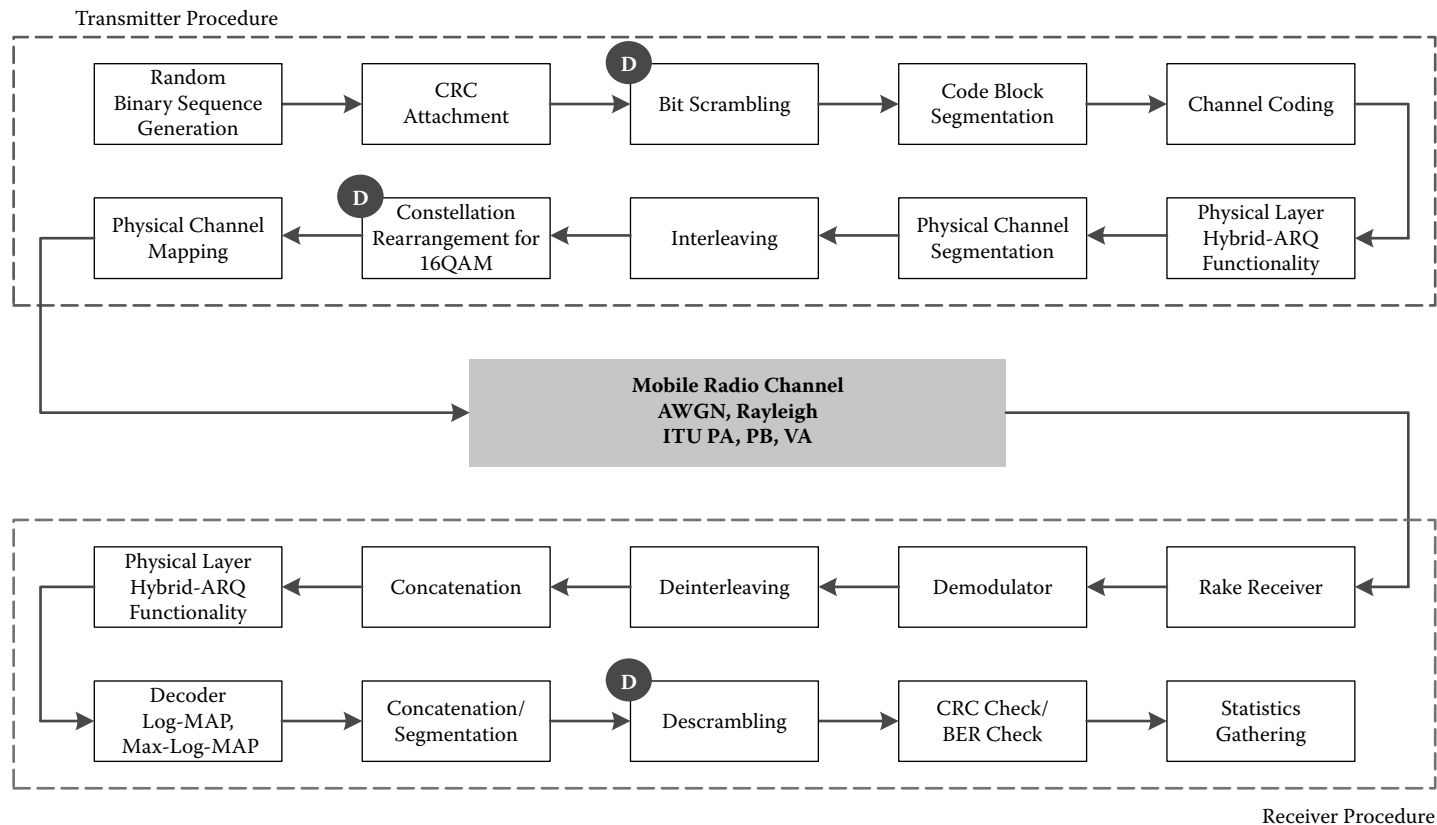 Transmitter Procedure
Random
Binary Sequence
Generation
CRC
Attachment
D
Bit Scrambling
Code Block
Segmentation
Channel Coding
Physical Layer
Hybrid-ARQ
Functionality
Physical Channel
Segmentation
Interleaving
D
Constellation
Rearrangement for
16QAM
Physical Channel
Mapping
Mobile Radio Channel
AWGN, Rayleigh
ITU PA, PB, VA
Rake Receiver
Demodulator
Deinterleaving
Concatenation
Physical Layer
Hybrid-ARQ
Functionality
Decoder
Log-MAP,
Max-Log-MAP
Concatenation/
Segmentation
D
Descrambling
CRC Check/
BER Check
Statistics
Gathering
Receiver Procedure